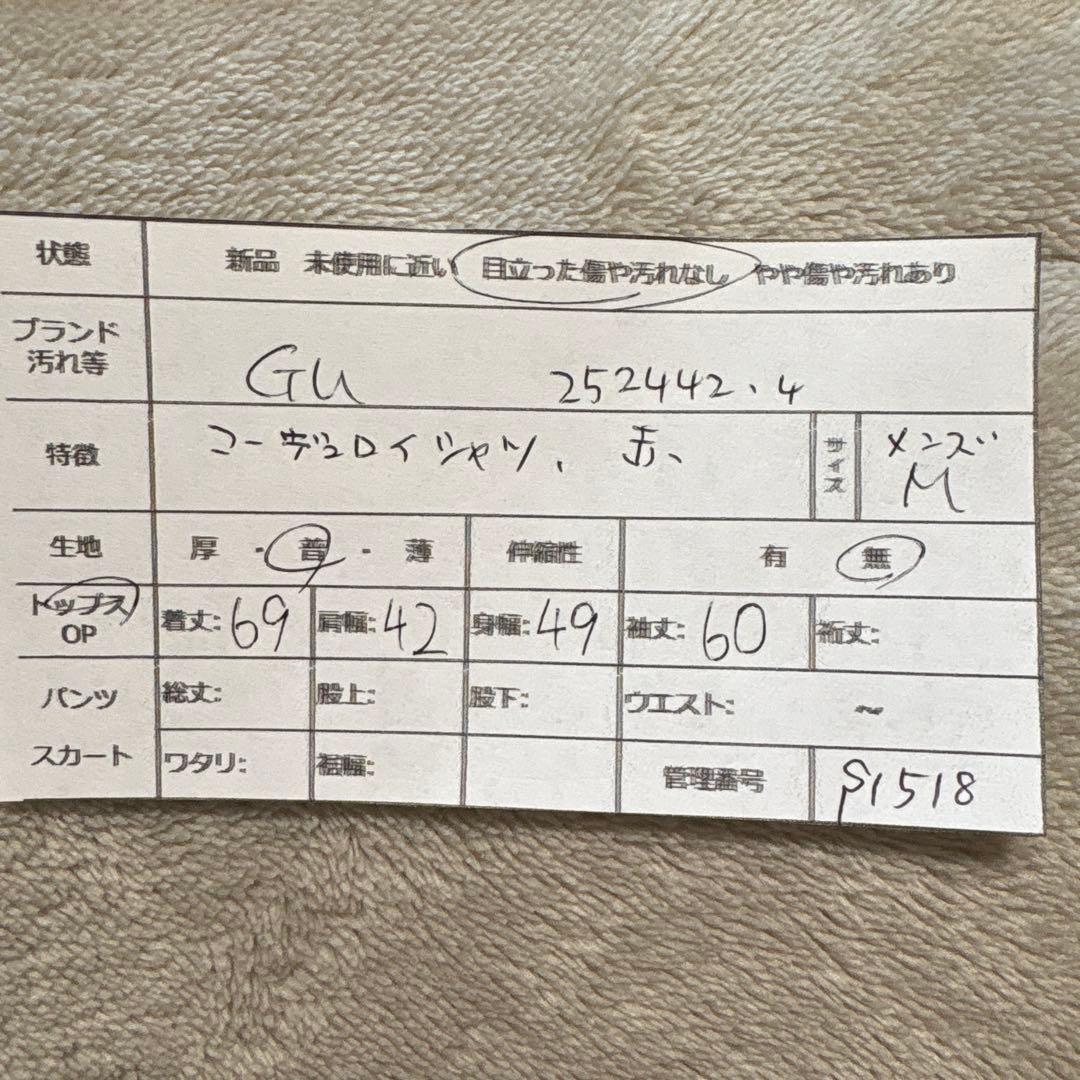 状態 新品 未使用に近い 目立った傷や汚れなし やや傷や汚れあり
ブランド
汚れ等 GU 252442.4
特徴 コーデュロイシャツ、赤、 サイズ メンズ M
生地 厚・普・薄 伸縮性 有 無
トップス
OP 着丈:69 肩幅:42 身幅:49 袖丈:60 裄丈:
パンツ 総丈: 股上: 股下: ウエスト: ~
スカート ワタリ: 裾幅: 管理番号 P1518